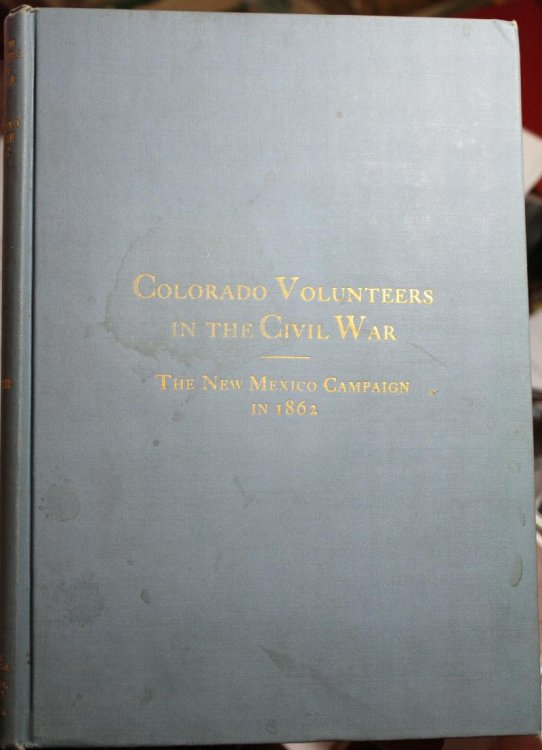 COLORADO VOLUNTEERS
IN THE CIVIL WAR
THE NEW MEXICO CAMPAIGN
IN 1862